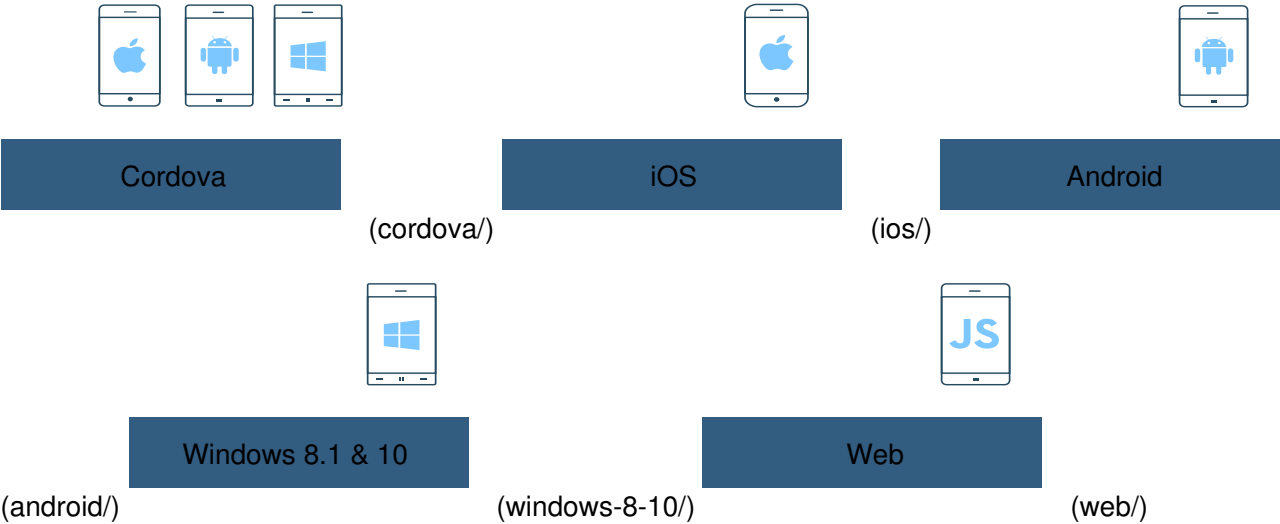 Cordova
iOS
Android
(cordova/)
(ios/)
JS
Windows 8.1 & 10
Web
(android/)
(windows-8-10/)
(web/)